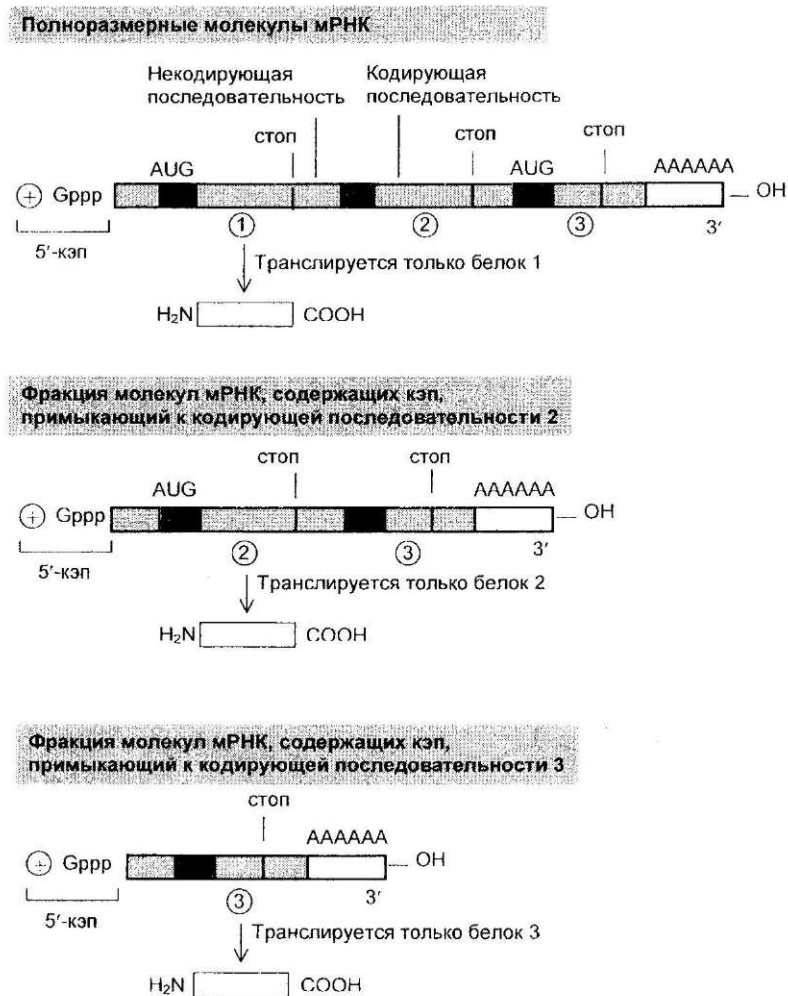 Полноразмерные молекулы мРНК
Некодирующая последовательность
Кодирующая последовательность
стоп
стоп
стоп
AUG
AUG
AAAAAA
+ Gppp
OH
1
2
3
3′
5′-кэп
Транслируется только белок 1
H₂N
COOH
Фракция молекул мРНК, содержащих кэп,
примыкающий к кодирующей последовательности 2
стоп
стоп
AUG
AAAAAA
+ Gppp
OH
2
3
3′
5′-кэп
Транслируется только белок 2
H₂N
COOH
Фракция молекул мРНК, содержащих кэп,
примыкающий к кодирующей последовательности 3
стоп
AAAAAA
+ Gppp
OH
3
3′
5′-кэп
Транслируется только белок 3
H₂N
COOH